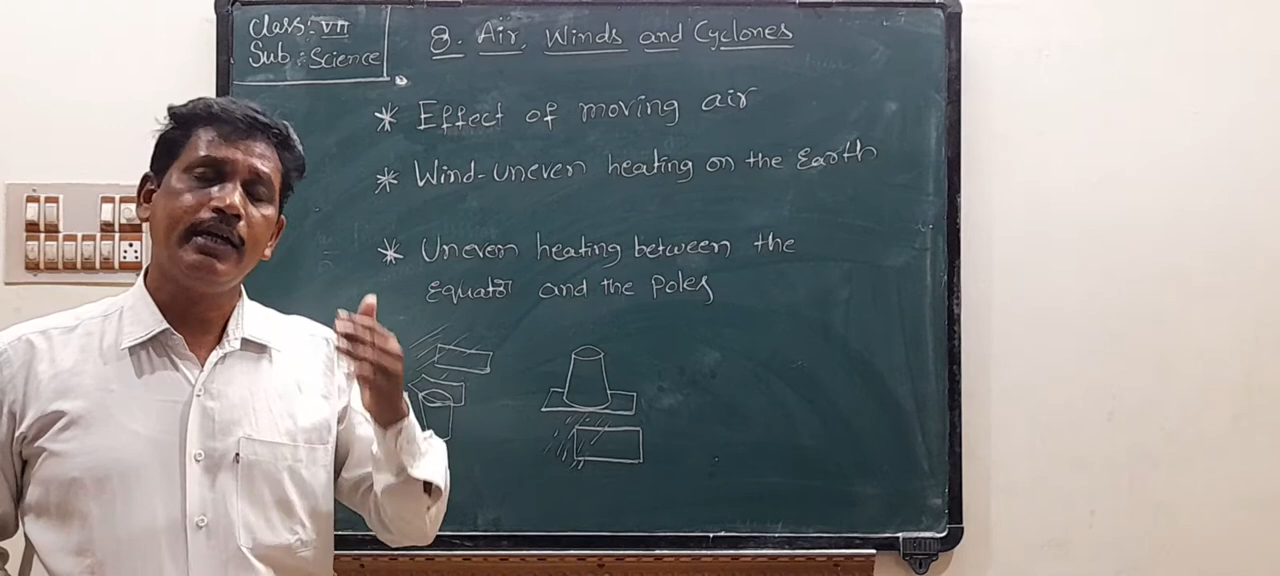 Class: VII
Sub: Science
8. Air, Winds and Cyclones
* Effect of moving air
* Wind-uneven heating on the Earth
* Uneven heating between the
Equator and the Poles